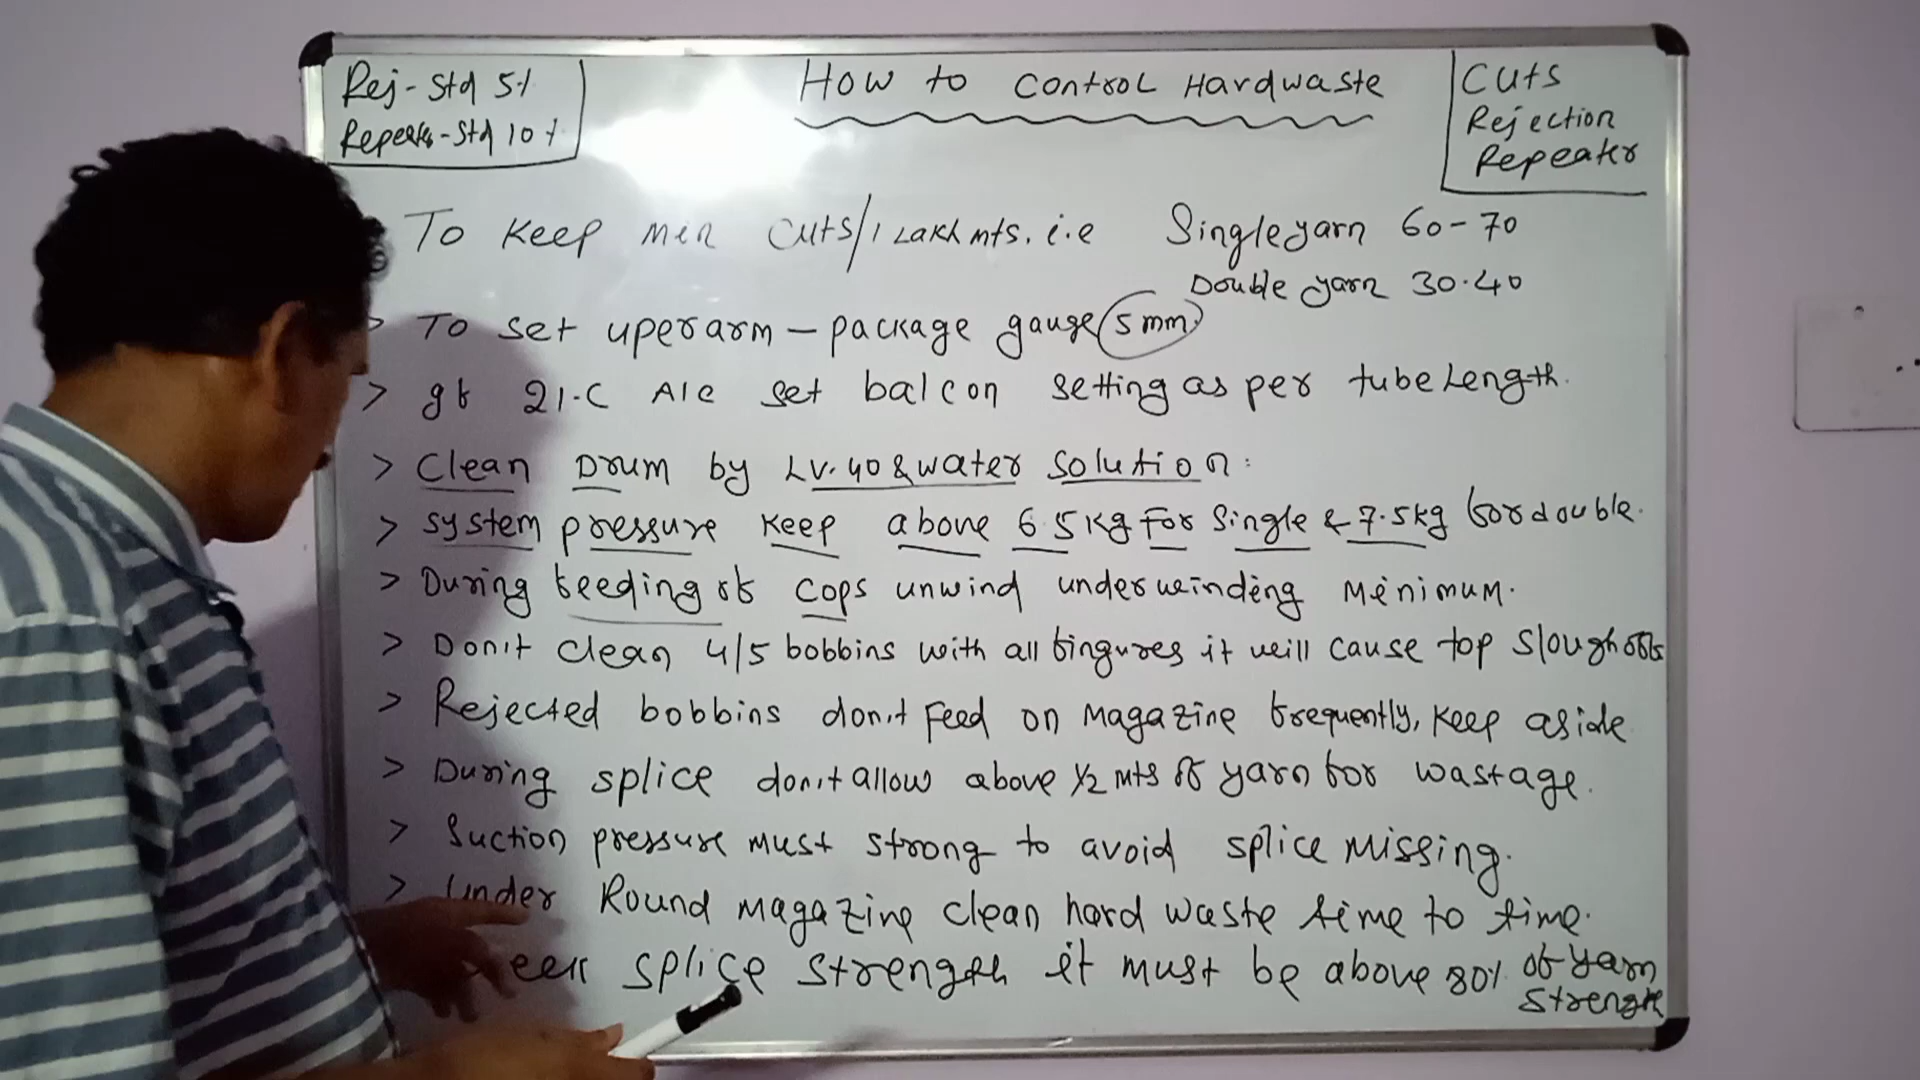 Rej - Std 5%
Repeaters - Std 10%
How to Control Hardwaste
Cuts
Rejection
Repeater
To Keep min Cuts/1 Lakh mts. i.e Single yarn 60-70
Double yarn 30.40
> To set uperarm - package gauge 5 mm
> gf 21.C A/c set balcon setting as per tube Length.
> Clean Drum by LV.40 & water solution.
> system pressure keep above 6.5 kg For Single & 7.5 kg for double.
> During feeding of cops unwind underwinding Minimum.
> Don't clean 4/5 bobbins with all fingures it will cause top sloughoffs
> Rejected bobbins don't Feed on Magazine frequently, Keep aside
> During splice don't allow above 1/2 mts of yarn for wastage.
> Suction pressure must strong to avoid splice Missing.
> Under Round magazine clean hard waste time to time.
splice strength it must be above 80% of yarn
strength